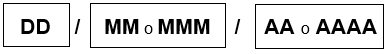 DD / MM o MMM / AA o AAAA